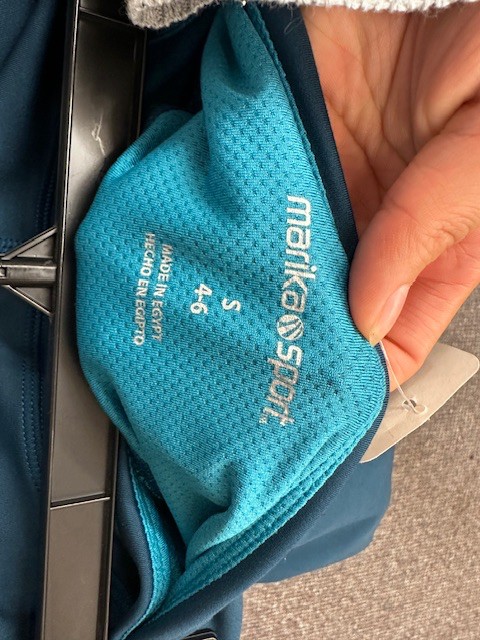 marika sport
S
4-6
MADE IN EGYPT
HECHO EN EGIPTO